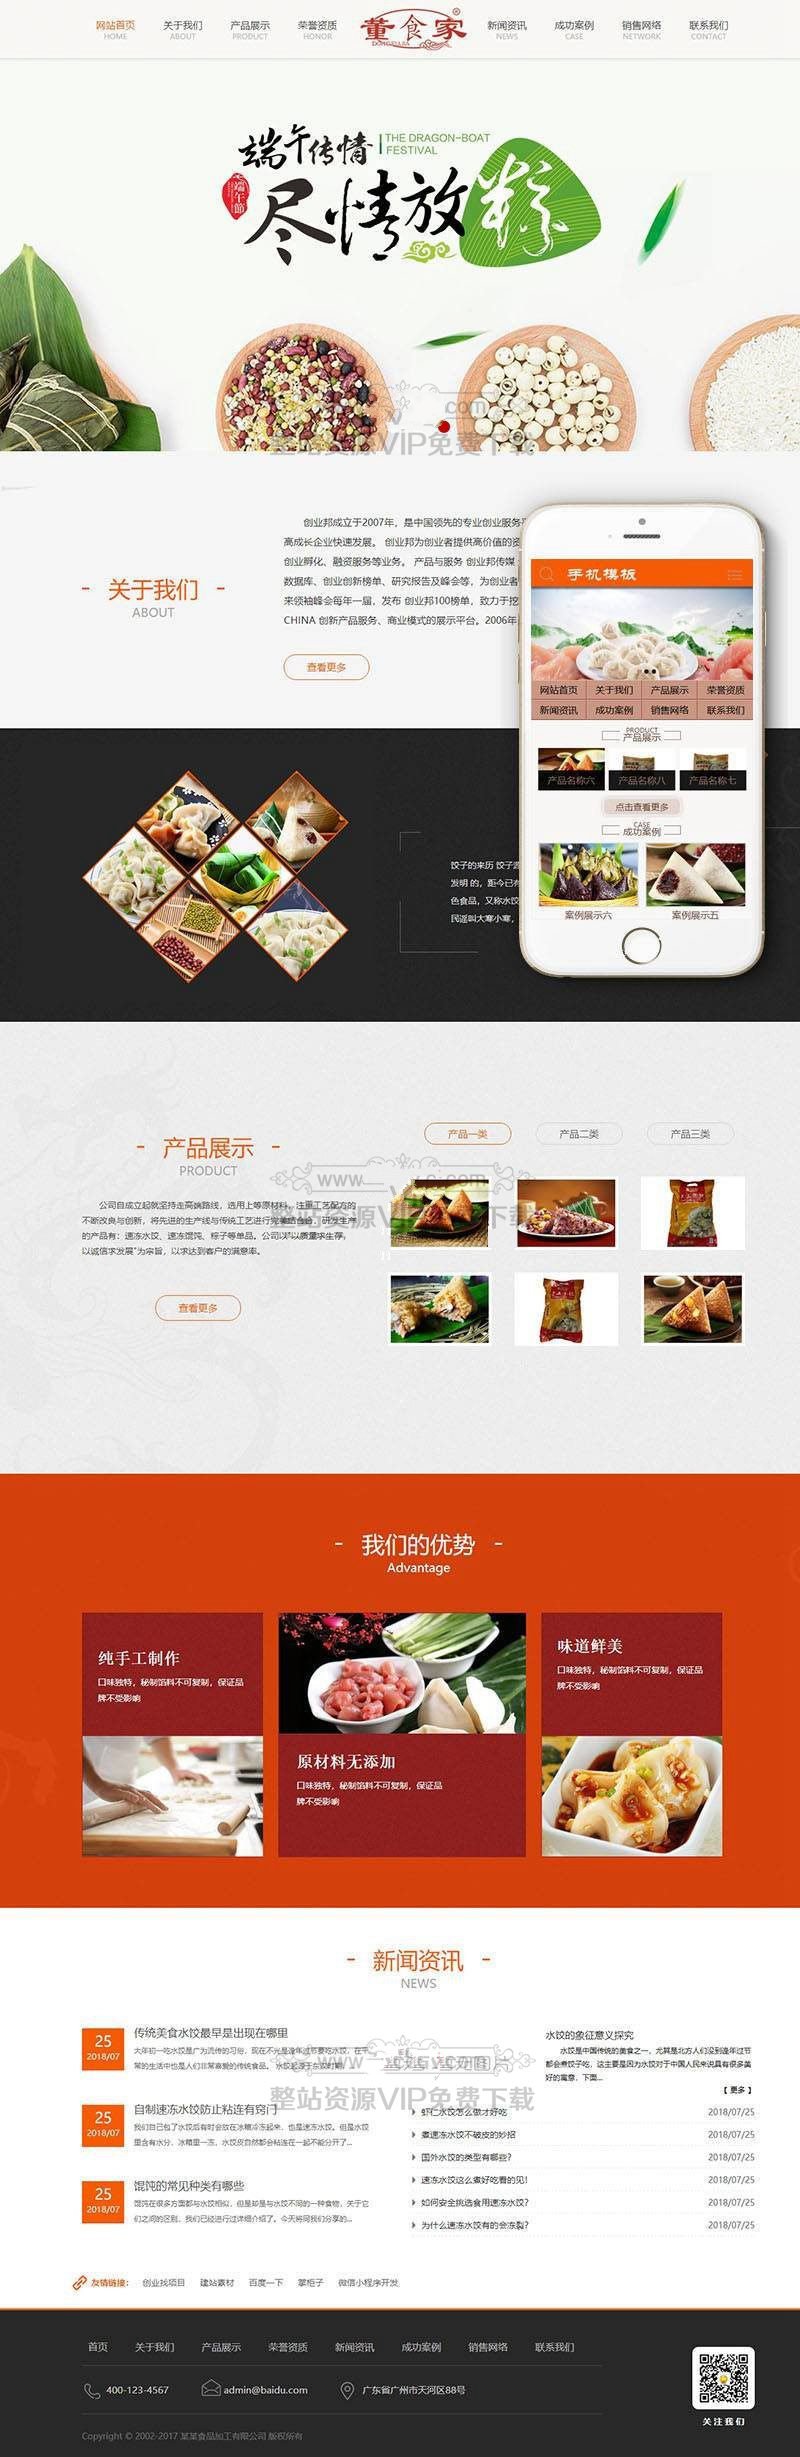 网站首页 关于我们 产品展示 荣誉资质 董食家® 新闻资讯 成功案例 销售网络 联系我们
HOME ABOUT PRODUCT HONOR DONGSHIJIA NEWS CASE NETWORK CONTACT
端午传情 THE DRAGON-BOAT
FESTIVAL
端午節
尽情放粽
com
整站资源VIP免费下载
创业邦成立于2007年，是中国领先的专业创业服务
高成长企业快速发展。 创业邦为创业者提供高价值的资
创业孵化、融资服务等业务。 产品与服务 创业邦传媒
数据库、创业创新榜单、研究报告及峰会等，为创业者
来领袖峰会每年一届，发布 创业邦100榜单，致力于挖
CHINA 创新产品服务、商业模式的展示平台。2006年
- 关于我们 -
ABOUT
查看更多
手机模板
网站首页 关于我们 产品展示 荣誉资质
新闻资讯 成功案例 销售网络 联系我们
PRODUCT
产品展示
产品名称六 产品名称八 产品名称七
点击查看更多
CASE
成功案例
案例展示六 案例展示五
饺子的来历 饺子源
发明 的，距今已有
色食品，又称水饺
民谣叫大寒小寒，
- 产品展示 -
PRODUCT
公司自成立起就坚持走高端路线，选用上等原材料，注重工艺配方的
不断改良与创新，将先进的生产线与传统工艺进行完美结合，研发生产
的产品有：速冻水饺、速冻馄饨、粽子等单品。公司以"以质量求生存，
以诚信求发展"为宗旨，以求达到客户的满意率。
查看更多
产品一类 产品二类 产品三类
www
整站资源VIP免费下载
- 我们的优势 -
Advantage
纯手工制作
口味独特，秘制馅料不可复制，保证品
牌不受影响
原材料无添加
口味独特，秘制馅料不可复制，保证品
牌不受影响
味道鲜美
口味独特，秘制馅料不可复制，保证品
牌不受影响
- 新闻资讯 -
NEWS
25
2018/07
传统美食水饺最早是出现在哪里
大年初一吃水饺是广为流传的习俗，现在不光是逢年过节要吃水饺，在平
常的生活中也是人们非常喜爱的传统食品。 水饺起源于东汉时期，
25
2018/07
自制速冻水饺防止粘连有窍门
我们自己包了水饺后有时会放在冰箱冷冻起来，也是速冻水饺。但是水饺
里含有水分，冰箱里一冻，水饺皮自然都会粘连在一起不能分开了...
25
2018/07
馄饨的常见种类有哪些
馄饨在很多方面都与水饺相似，但是却是与水饺不同的一种食物，关于它
们之间的区别，我们已经进行过详细介绍了。今天将同我们分享的...
水饺的象征意义探究
水饺是中国传统的美食之一，尤其是北方人们没到逢年过节
都会煮饺子吃，这主要是因为水饺对于中国人民来说具有很多美
好的寓意，下面...
【 更多 】
虾仁水饺怎么做才好吃 2018/07/25
煮速冻水饺不破皮的妙招 2018/07/25
国外水饺的类型有哪些？ 2018/07/25
速冻水饺这么煮好吃看的见！ 2018/07/25
如何安全挑选食用速冻水饺？ 2018/07/25
为什么速冻水饺有的会冻裂？ 2018/07/25
www
整站资源VIP免费下载
友情链接： 创业找项目 建站素材 百度一下 掌柜子 微信小程序开发
首页 关于我们 产品展示 荣誉资质 新闻资讯 成功案例 销售网络 联系我们
400-123-4567 admin@baidu.com 广东省广州市天河区88号
关注我们
Copyright © 2002-2017 某某食品加工有限公司 版权所有